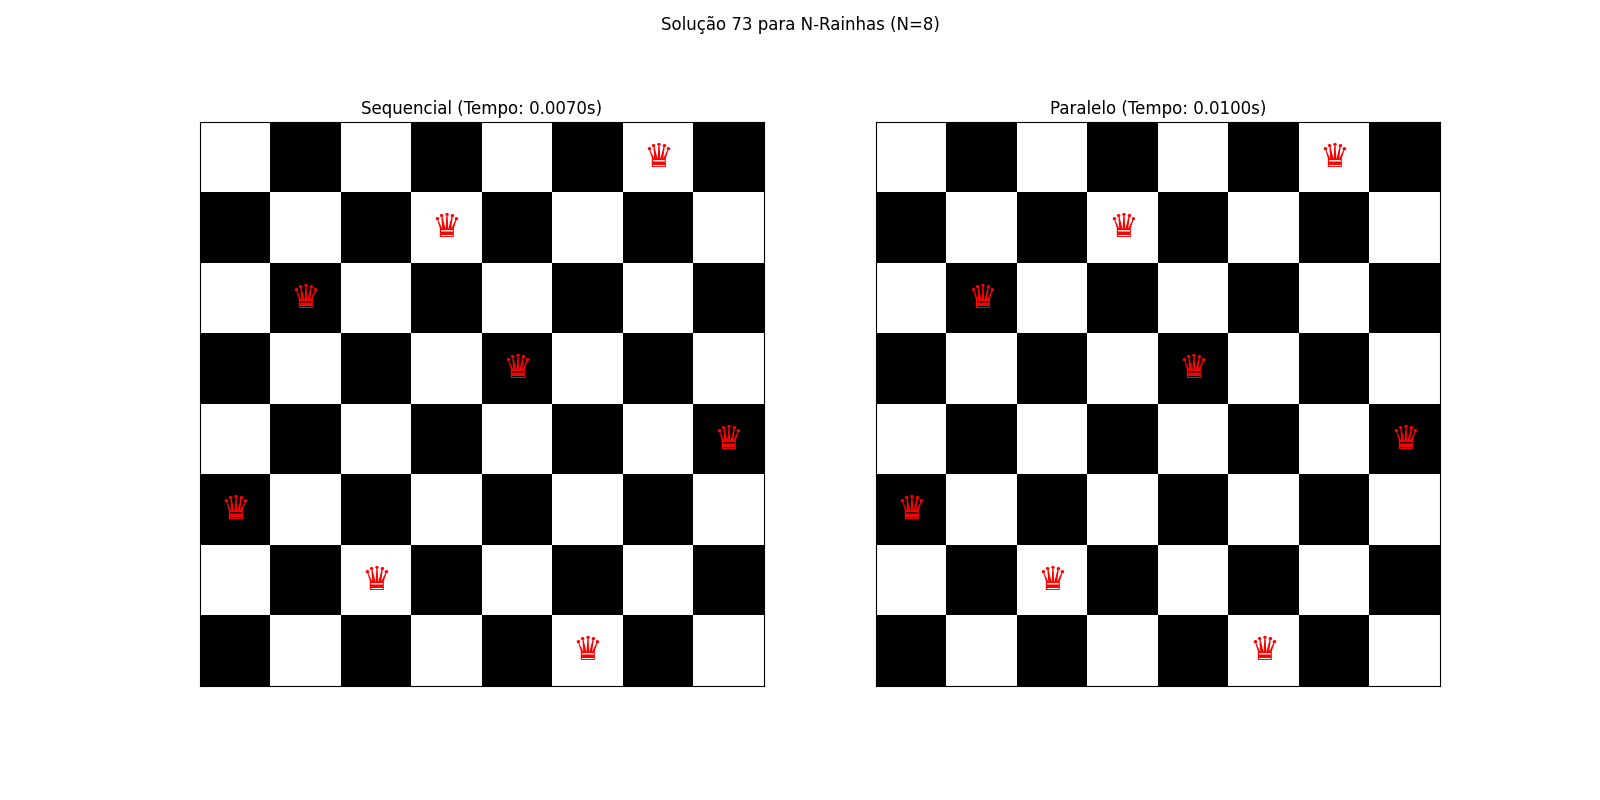 Solução 73 para N-Rainhas (N=8)
Sequencial (Tempo: 0.0070s)
Paralelo (Tempo: 0.0100s)